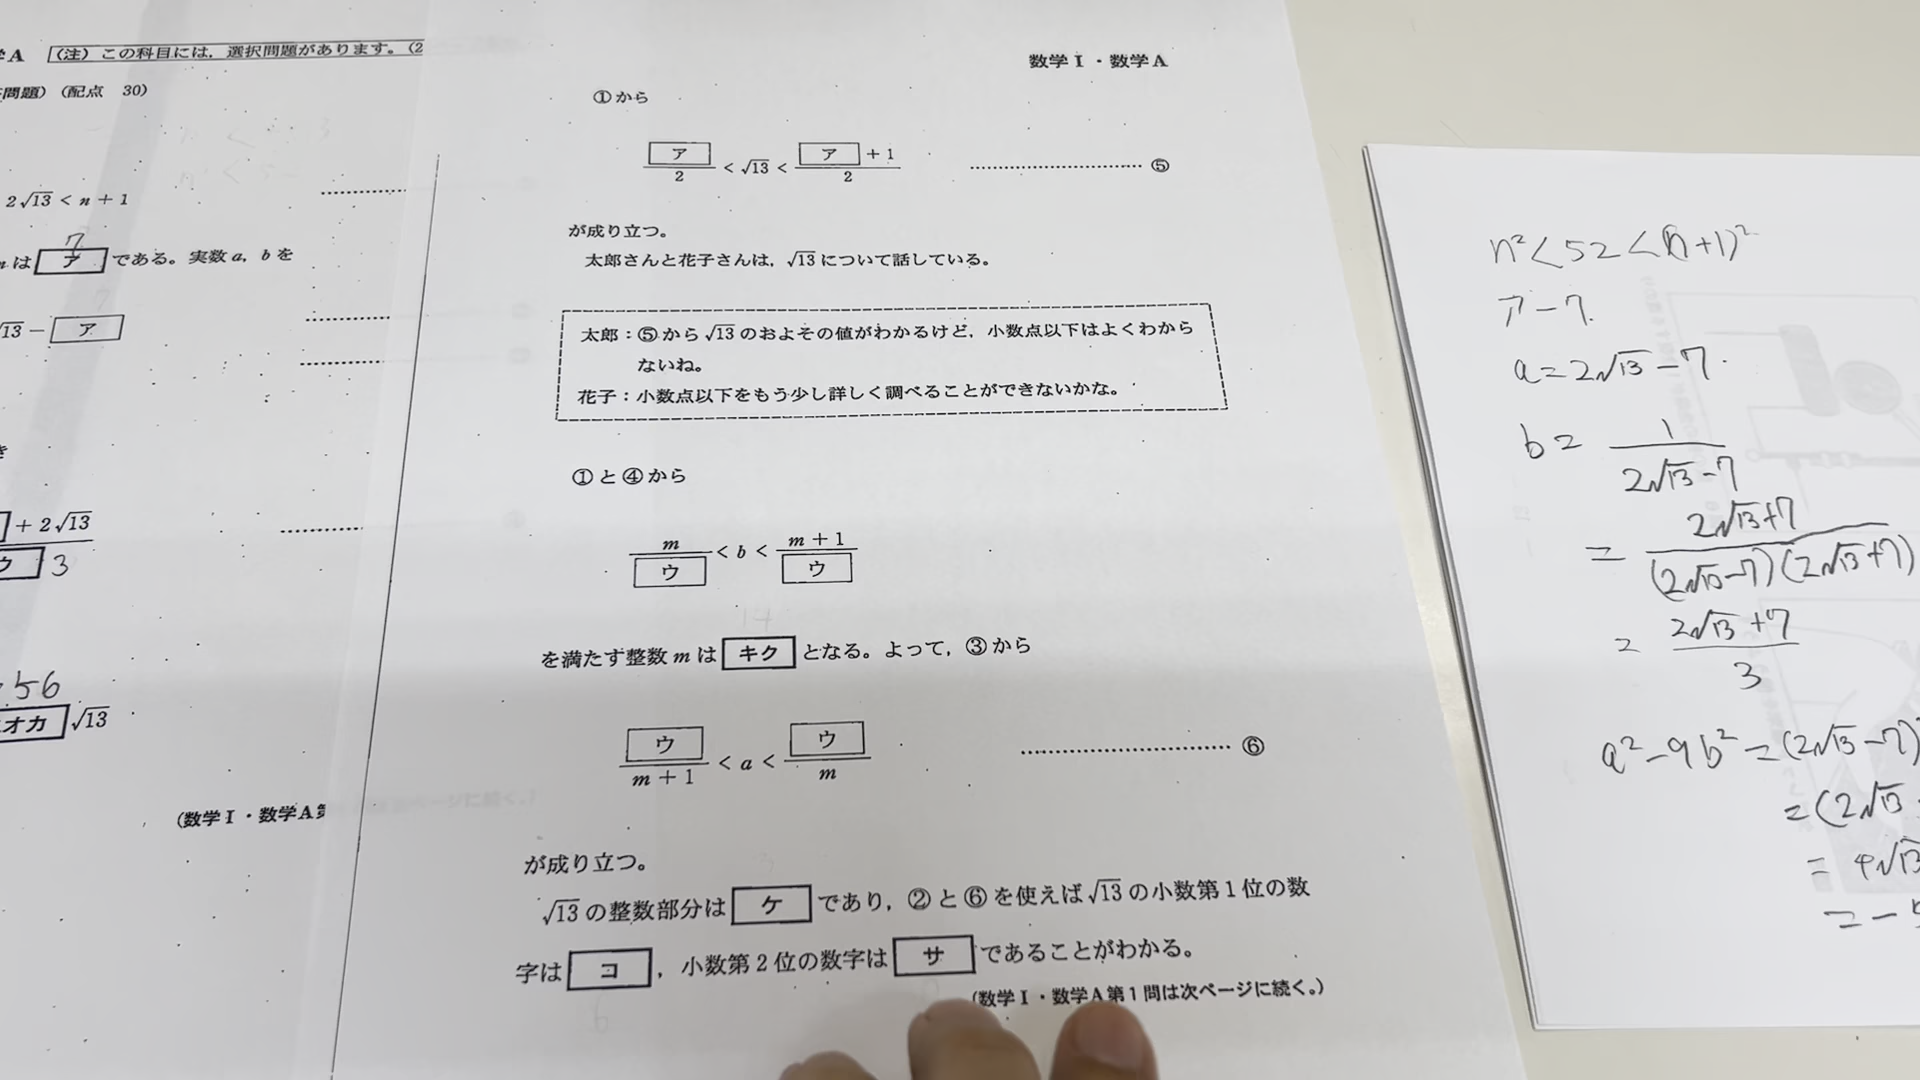 学A (注)この科目には，選択問題があります。(2
問題)(配点 30)
2√13 < n + 1
7
は ア である。実数 a, b を
√13 − ア
+ 2√13
ウ 3
56
オカ √13
(数学Ⅰ・数学A第
数学Ⅰ・数学A
①から
ア/2 < √13 < (ア + 1)/2 ⑤
が成り立つ。
太郎さんと花子さんは，√13 について話している。
太郎：⑤から√13 のおよその値がわかるけど，小数点以下はよくわから
ないね。
花子：小数点以下をもう少し詳しく調べることができないかな。
①と④から
m/ウ < b < (m + 1)/ウ
を満たす整数 m は キク となる。よって，③から
ウ/(m + 1) < a < ウ/m ⑥
が成り立つ。
√13 の整数部分は ケ であり，②と⑥を使えば √13 の小数第1位の数
字は コ ，小数第2位の数字は サ であることがわかる。
6
(数学Ⅰ・数学A第1問は次ページに続く。)
n² < 52 < (n+1)²
ア − 7.
a = 2√13 − 7
b = 1/(2√13−7)
= (2√13+7)/((2√13−7)(2√13+7))
= (2√13+7)/3
a² − 9b² = (2√13−7)
= (2√13
= 4√13
= −5